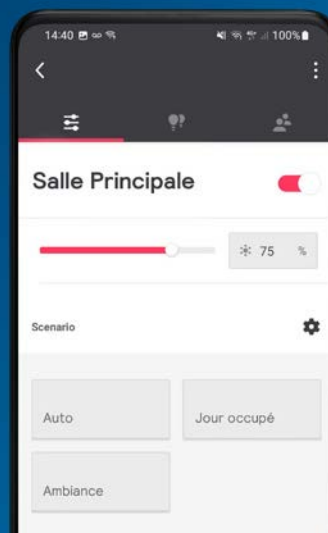 14:40 100%
Salle Principale
75 %
Scenario
Auto Jour occupé
Ambiance